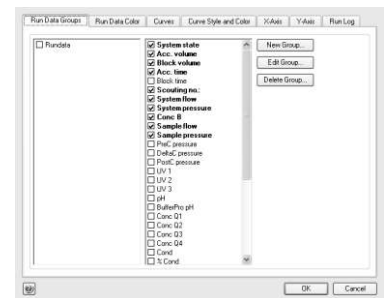 Run Data Groups
Run Data Color
Curves
Curve Style and Color
X-Axis
Y-Axis
Run Log
Rundata
System state
Acc. volume
Block volume
Acc. time
Block time
Scouting no.:
System flow
System pressure
Conc B
Sample flow
Sample pressure
PreC pressure
DeltaC pressure
PostC pressure
UV 1
UV 2
UV 3
pH
BufferPro pH
Conc Q1
Conc Q2
Conc Q3
Conc Q4
Cond
% Cond
New Group...
Edit Group...
Delete Group...
OK
Cancel